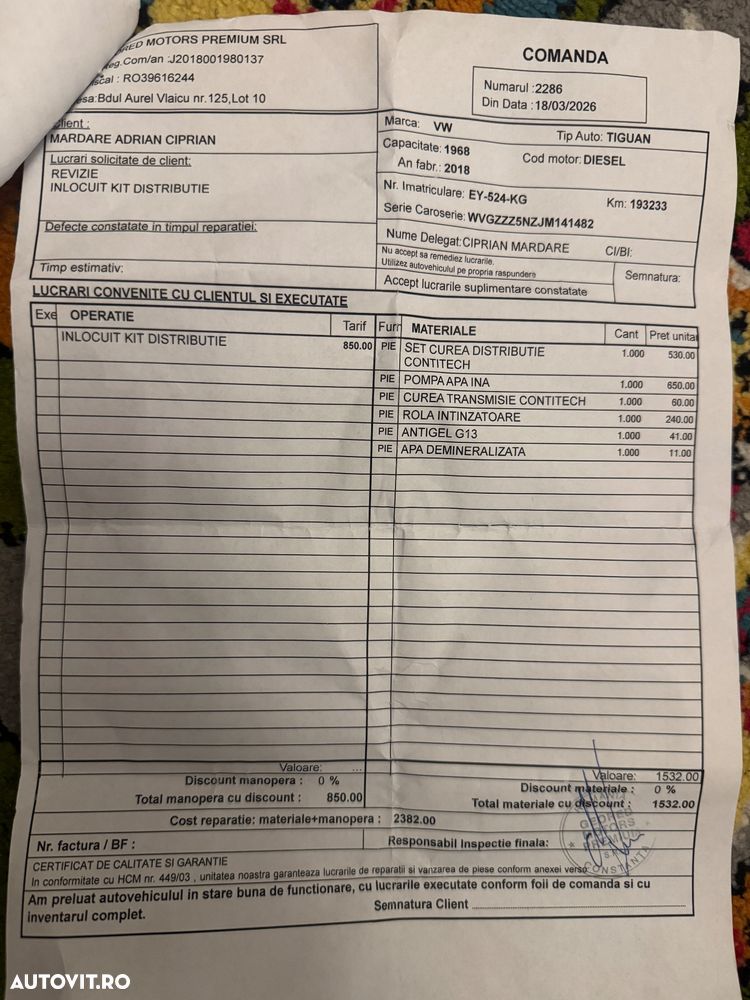 RED MOTORS PREMIUM SRL
eg.Com/an :J2018001980137
scal : RO39616244
esa:Bdul Aurel Vlaicu nr.125,Lot 10
COMANDA
Numarul :2286
Din Data :18/03/2026
Client :
MARDARE ADRIAN CIPRIAN
Lucrari solicitate de client:
REVIZIE
INLOCUIT KIT DISTRIBUTIE
Defecte constatate in timpul reparatiei:
Timp estimativ:
Marca: VW Tip Auto: TIGUAN
Capacitate: 1968 Cod motor: DIESEL
An fabr.: 2018
Nr. Imatriculare: EY-524-KG Km: 193233
Serie Caroserie: WVGZZZ5NZJM141482
Nume Delegat:CIPRIAN MARDARE CI/BI:
Nu accept sa remediez lucrarile.
Utilizez autovehiculul pe propria raspundere
Semnatura:
Accept lucrarile suplimentare constatate
LUCRARI CONVENITE CU CLIENTUL SI EXECUTATE
Exe OPERATIE Tarif Furn MATERIALE Cant Pret unitar
INLOCUIT KIT DISTRIBUTIE 850.00 PIE SET CUREA DISTRIBUTIE CONTITECH 1.000 530.00
PIE POMPA APA INA 1.000 650.00
PIE CUREA TRANSMISIE CONTITECH 1.000 60.00
PIE ROLA INTINZATOARE 1.000 240.00
PIE ANTIGEL G13 1.000 41.00
PIE APA DEMINERALIZATA 1.000 11.00
Valoare: ... Valoare: 1532.00
Discount manopera : 0 % Discount materiale : 0 %
Total manopera cu discount : 850.00 Total materiale cu discount : 1532.00
Cost reparatie: materiale+manopera : 2382.00
Nr. factura / BF : Responsabil Inspectie finala:
GEORED MOTORS PREMIUM
CONSTANTA
CERTIFICAT DE CALITATE SI GARANTIE
In conformitate cu HCM nr. 449/03 , unitatea noastra garanteaza lucrarile de reparatii si vanzarea de piese conform anexei verso
Am preluat autovehiculul in stare buna de functionare, cu lucrarile executate conform foii de comanda si cu
inventarul complet. Semnatura Client
AUTOVIT.RO